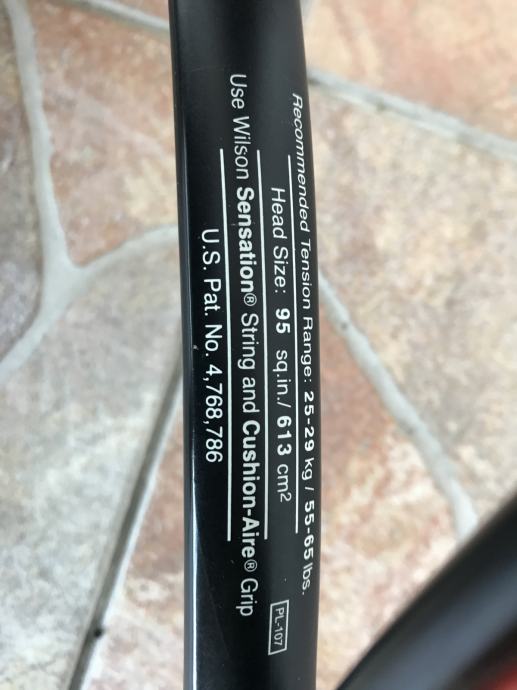 Recommended Tension Range: 25-29 kg / 55-65 lbs.
Head Size: 95 sq.in./ 613 cm²
PL-107
Use Wilson Sensation® String and Cushion-Aire® Grip
U.S. Pat. No. 4,768,786